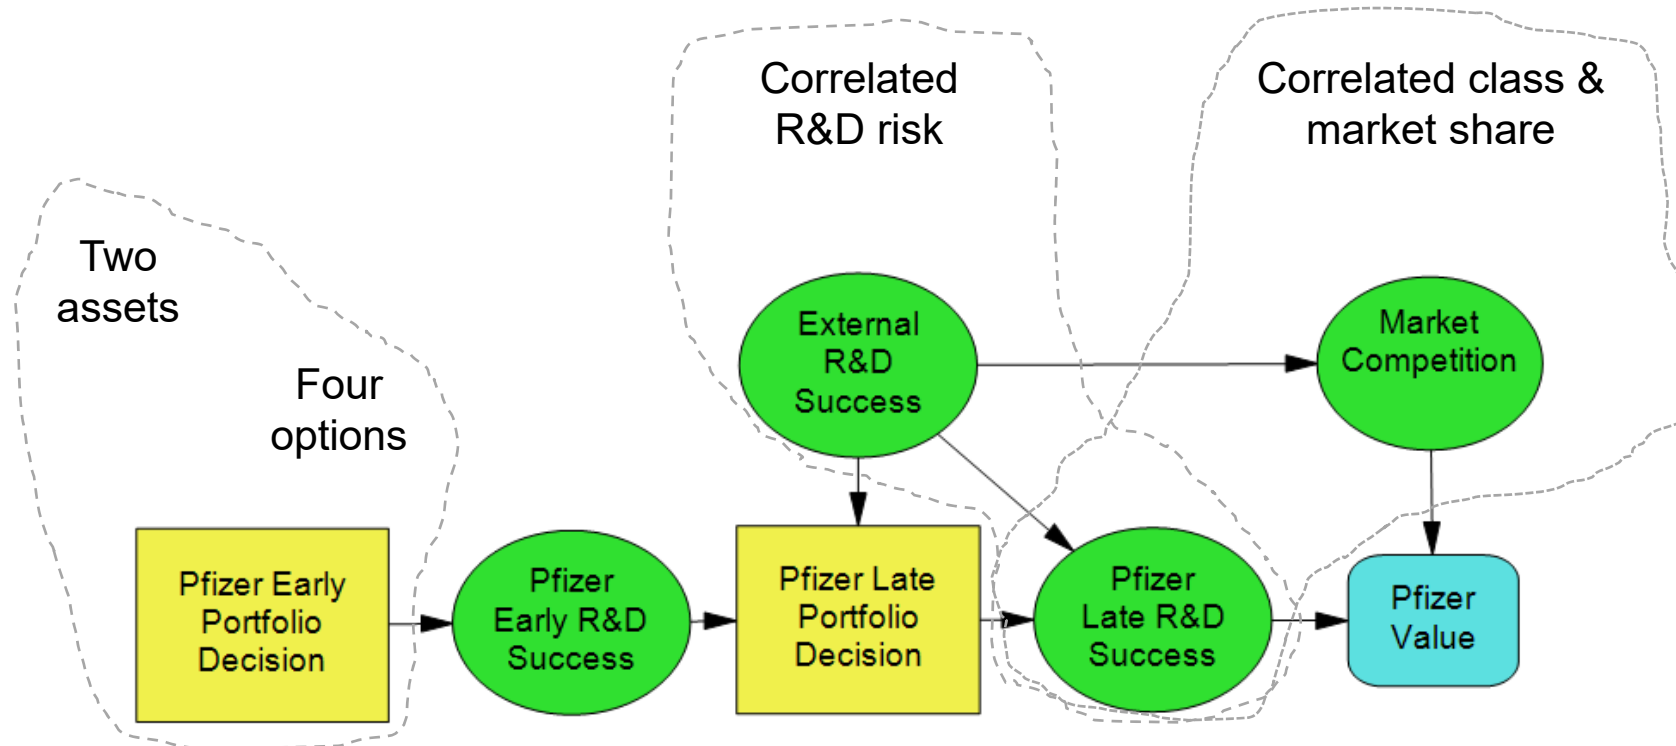 Correlated
R&D risk
Correlated class &
market share
Two
assets
Four
options
External
R&D
Success
Market
Competition
Pfizer Early
Portfolio
Decision
Pfizer
Early R&D
Success
Pfizer Late
Portfolio
Decision
Pfizer
Late R&D
Success
Pfizer
Value